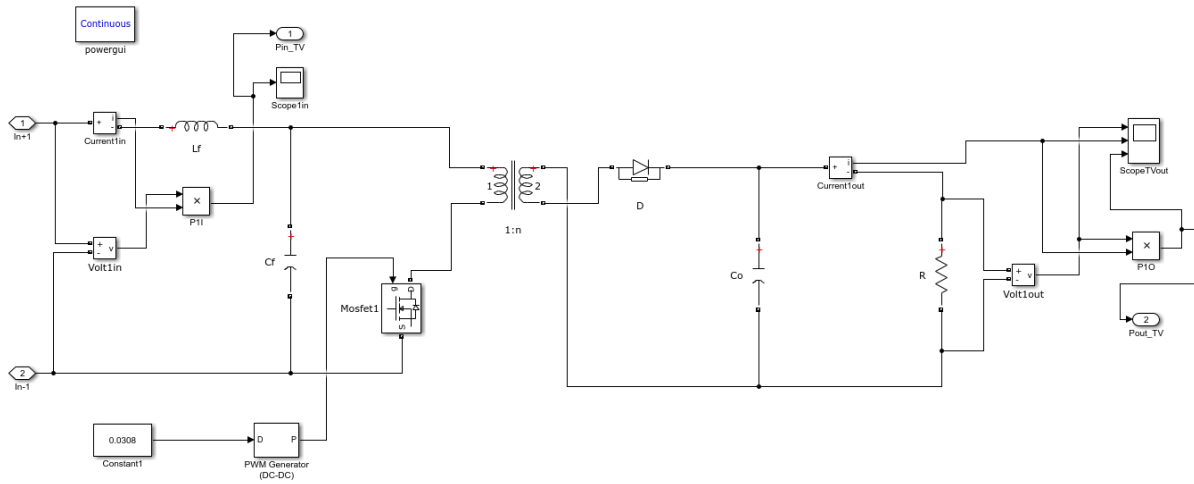 Continuous
powergui
1
Pin_TV
Scope1in
1
In+1
+
-
i
Current1in
+
Lf
×
P1I
+
-
v
Volt1in
+
Cf
2
In-1
0.0308
Constant1
D
P
PWM Generator
(DC-DC)
Mosfet1
g
D
S
+
1
+
2
1:n
D
+
Co
+
i
-
Current1out
+
R
+
-
v
Volt1out
ScopeTVout
×
P1O
2
Pout_TV